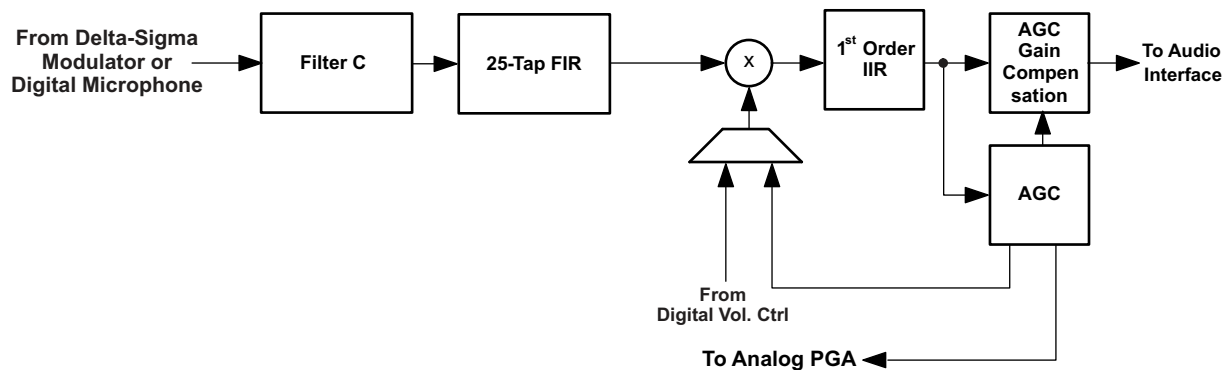 From Delta-Sigma
Modulator or
Digital Microphone
Filter C
25-Tap FIR
x
1st Order
IIR
AGC
Gain
Compen
sation
To Audio
Interface
AGC
From
Digital Vol. Ctrl
To Analog PGA